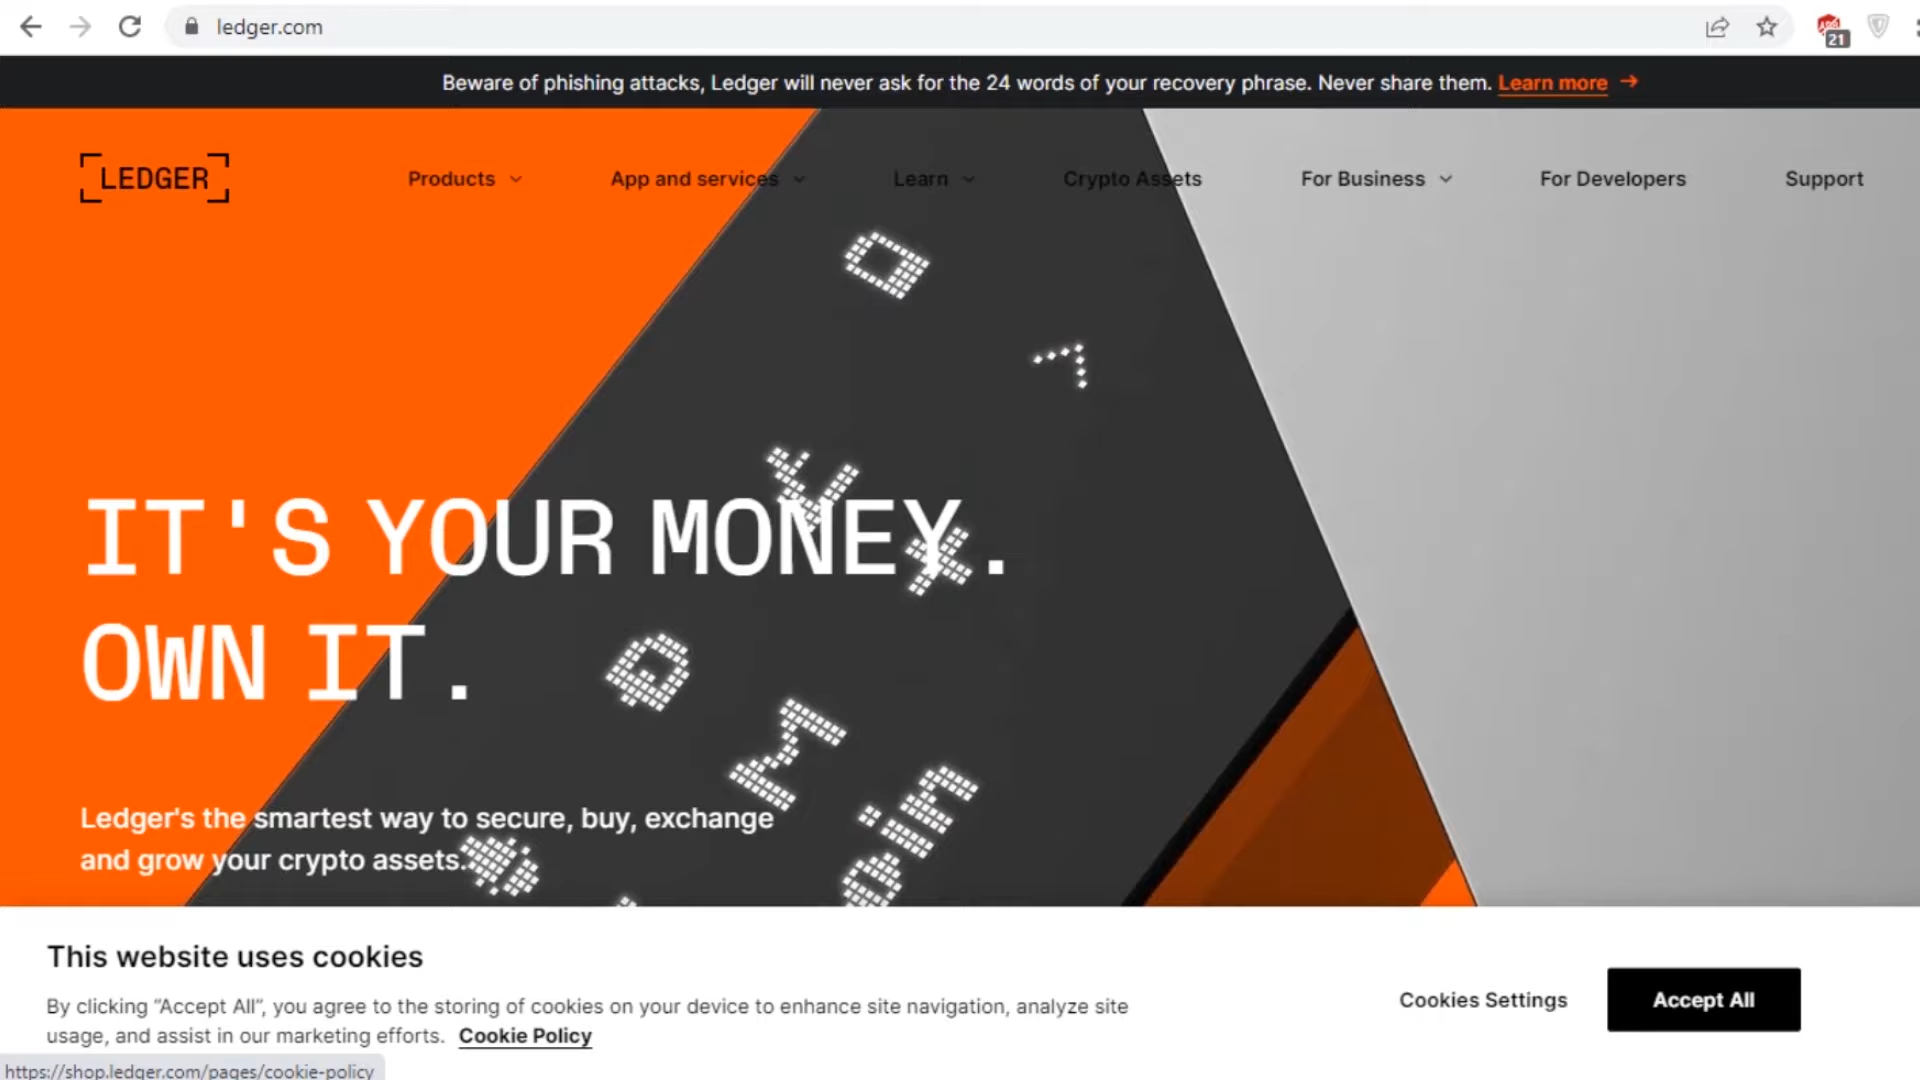 ledger.com
21
Beware of phishing attacks, Ledger will never ask for the 24 words of your recovery phrase. Never share them. Learn more →
LEDGER
Products
App and services
Learn
Crypto Assets
For Business
For Developers
Support
IT'S YOUR MONEY.
OWN IT.
Ledger's the smartest way to secure, buy, exchange
and grow your crypto assets.
This website uses cookies
By clicking “Accept All”, you agree to the storing of cookies on your device to enhance site navigation, analyze site
usage, and assist in our marketing efforts. Cookie Policy
Cookies Settings
Accept All
https://shop.ledger.com/pages/cookie-policy